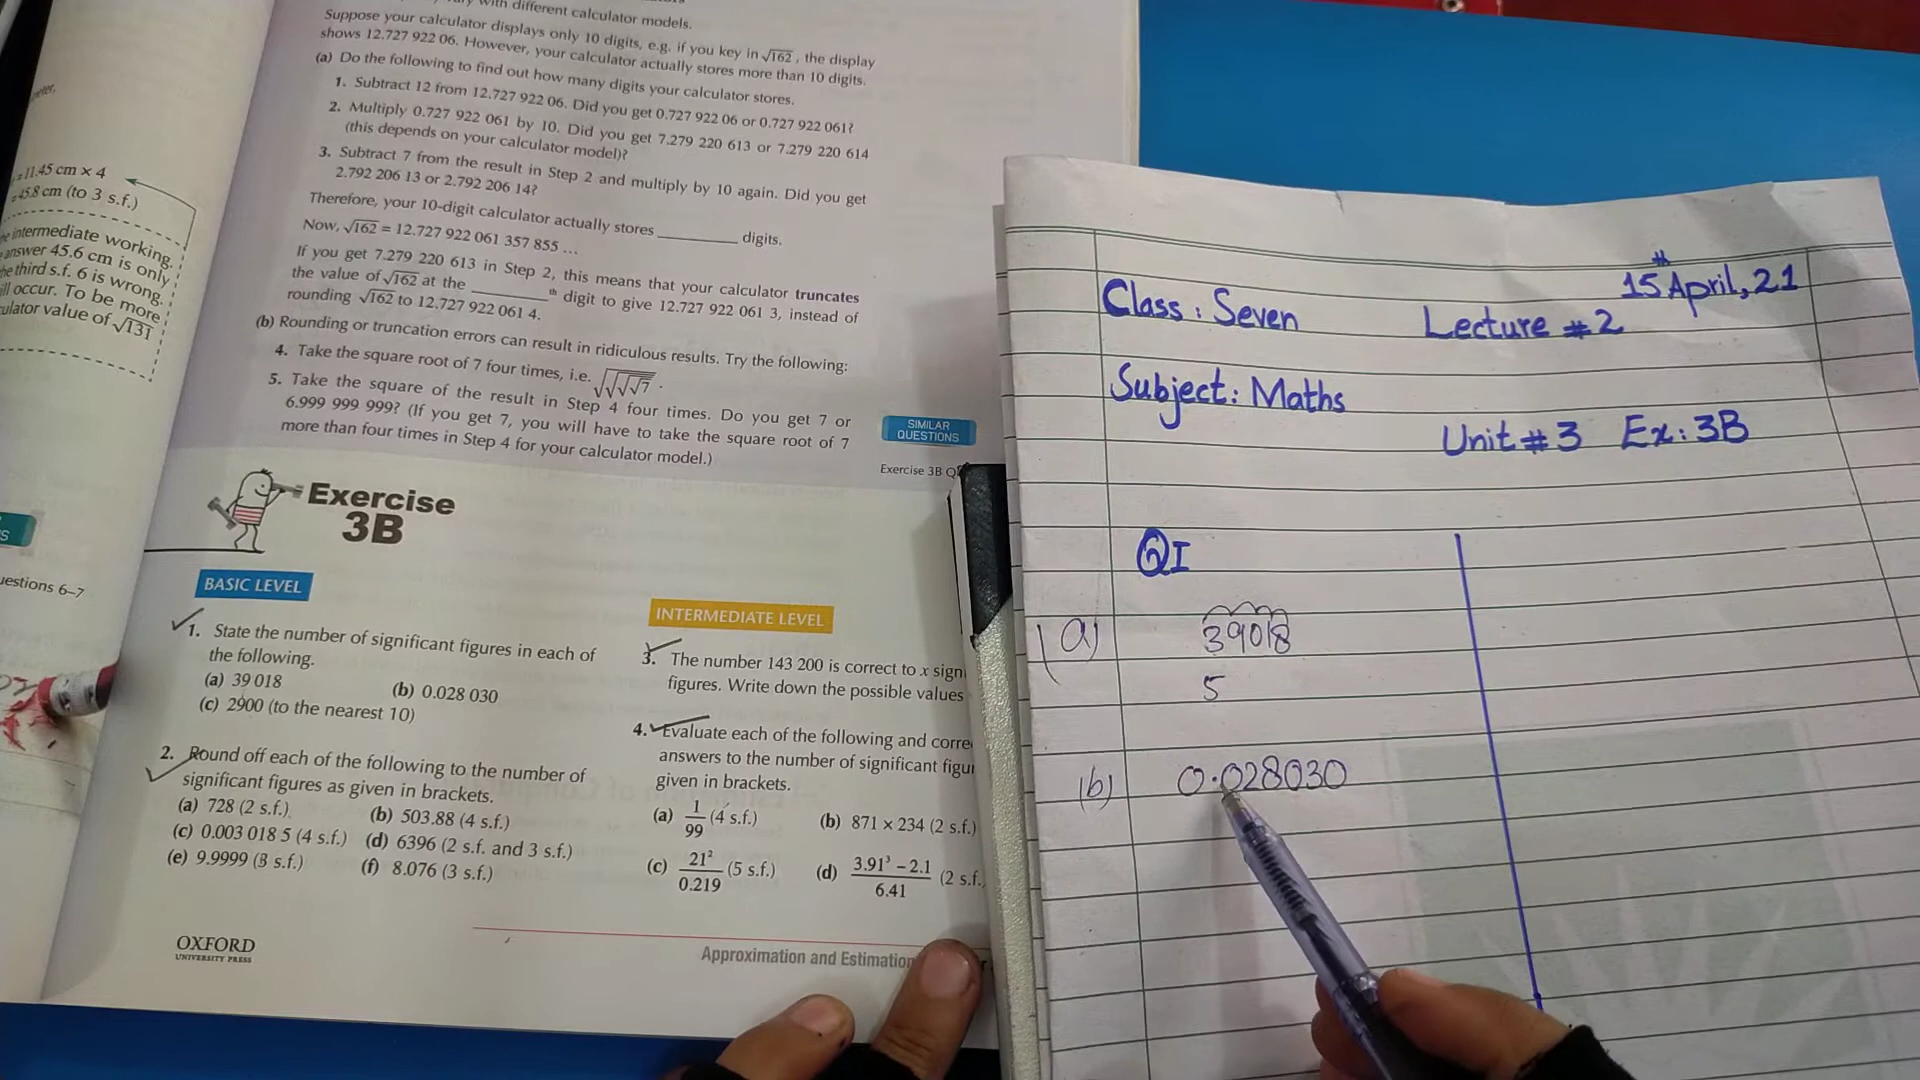 with different calculator models.
Suppose your calculator displays only 10 digits, e.g. if you key in √162, the display
shows 12.727 922 06. However, your calculator actually stores more than 10 digits.
(a) Do the following to find out how many digits your calculator stores.
1. Subtract 12 from 12.727 922 06. Did you get 0.727 922 06 or 0.727 922 061?
2. Multiply 0.727 922 061 by 10. Did you get 7.279 220 613 or 7.279 220 614
(this depends on your calculator model)?
3. Subtract 7 from the result in Step 2 and multiply by 10 again. Did you get
2.792 206 13 or 2.792 206 14?
Therefore, your 10-digit calculator actually stores ________ digits.
Now, √162 = 12.727 922 061 357 855 ...
If you get 7.279 220 613 in Step 2, this means that your calculator truncates
the value of √162 at the ________th digit to give 12.727 922 061 3, instead of
rounding √162 to 12.727 922 061 4.
(b) Rounding or truncation errors can result in ridiculous results. Try the following:
4. Take the square root of 7 four times, i.e. √√√√7 .
5. Take the square of the result in Step 4 four times. Do you get 7 or
6.999 999 999? (If you get 7, you will have to take the square root of 7
more than four times in Step 4 for your calculator model.)
SIMILAR
QUESTIONS
Exercise 3B Q
=11.45 cm × 4
=45.8 cm (to 3 s.f.)
intermediate working.
answer 45.6 cm is only
the third s.f. 6 is wrong.
ill occur. To be more
ulator value of √131
uestions 6–7
Exercise
3B
BASIC LEVEL
1. State the number of significant figures in each of
the following.
(a) 39 018 (b) 0.028 030
(c) 2900 (to the nearest 10)
2. Round off each of the following to the number of
significant figures as given in brackets.
(a) 728 (2 s.f.) (b) 503.88 (4 s.f.)
(c) 0.003 018 5 (4 s.f.) (d) 6396 (2 s.f. and 3 s.f.)
(e) 9.9999 (3 s.f.) (f) 8.076 (3 s.f.)
INTERMEDIATE LEVEL
3. The number 143 200 is correct to x sign
figures. Write down the possible values
4. Evaluate each of the following and corre
answers to the number of significant figu
given in brackets.
(a) 1/99 (4 s.f.) (b) 871 × 234 (2 s.f.)
(c) 21²/0.219 (5 s.f.) (d) 3.91³ – 2.1/6.41 (2 s.f.
OXFORD
UNIVERSITY PRESS
Approximation and Estimation
15th April, 21
Class: Seven Lecture #2
Subject: Maths
Unit #3 Ex: 3B
Q1
(a) 39018
5
(b) 0.028030